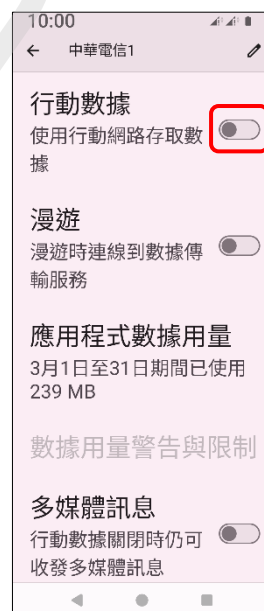 10:00
中華電信1
行動數據
使用行動網路存取數
據
漫遊
漫遊時連線到數據傳
輸服務
應用程式數據用量
3月1日至31日期間已使用
239 MB
數據用量警告與限制
多媒體訊息
行動數據關閉時仍可
收發多媒體訊息